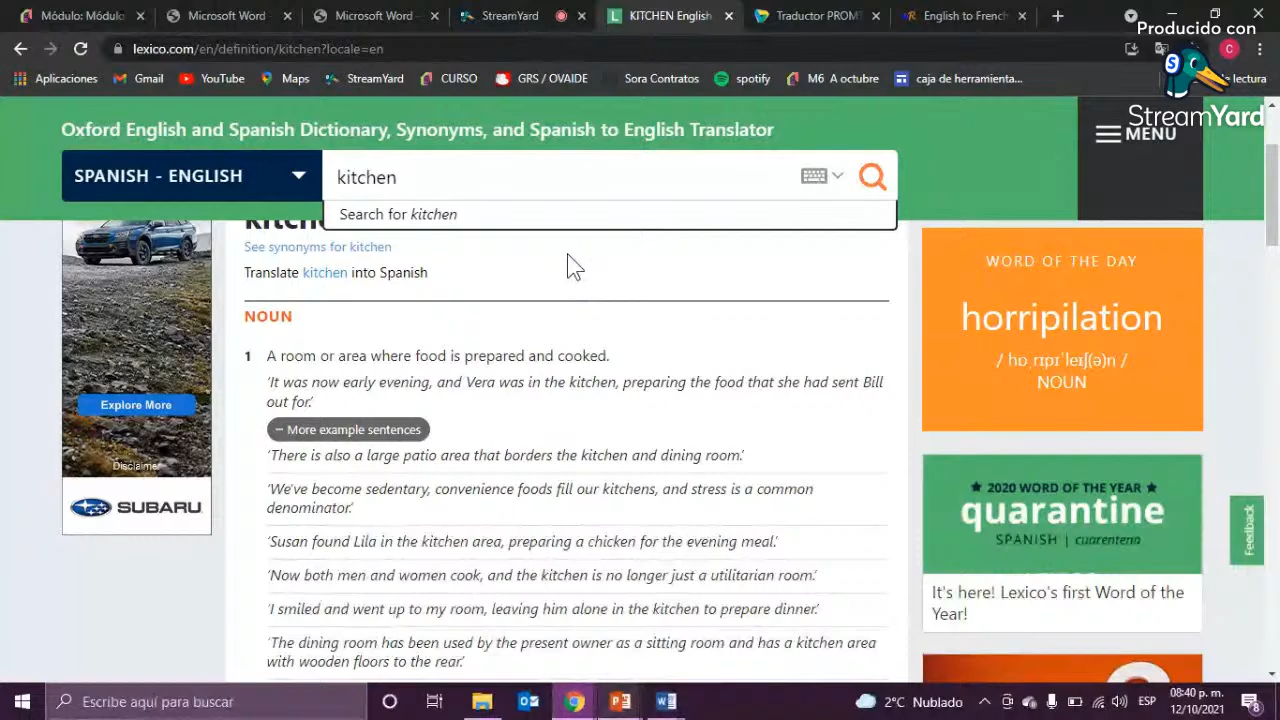 Módulo: Módulo
Microsoft Word
Microsoft Word
StreamYard
KITCHEN English
Traductor PROMT
English to French
Producido con
lexico.com/en/definition/kitchen?locale=en
C
Aplicaciones
Gmail
YouTube
Maps
StreamYard
CURSO
GRS / OVAIDE
Sora Contratos
spotify
M6 A octubre
caja de herramienta...
de lectura
StreamYard
Oxford English and Spanish Dictionary, Synonyms, and Spanish to English Translator
MENU
SPANISH - ENGLISH
kitchen
Search for kitchen
See synonyms for kitchen
Translate kitchen into Spanish
NOUN
1 A room or area where food is prepared and cooked.
‘It was now early evening, and Vera was in the kitchen, preparing the food that she had sent Bill
out for.’
− More example sentences
‘There is also a large patio area that borders the kitchen and dining room.’
‘We've become sedentary, convenience foods fill our kitchens, and stress is a common
denominator.’
‘Susan found Lila in the kitchen area, preparing a chicken for the evening meal.’
‘Now both men and women cook, and the kitchen is no longer just a utilitarian room.’
‘I smiled and went up to my room, leaving him alone in the kitchen to prepare dinner.’
‘The dining room has been used by the present owner as a sitting room and has a kitchen area
with wooden floors to the rear.’
Explore More
Disclaimer
SUBARU
WORD OF THE DAY
horripilation
/ hɒˌrɪpɪˈleɪʃ(ə)n /
NOUN
★ 2020 WORD OF THE YEAR ★
quarantine
SPANISH | cuarentena
It's here! Lexico's first Word of the
Year!
Feedback
Escribe aquí para buscar
2°C Nublado
ESP
08:40 p. m.
12/10/2021
8